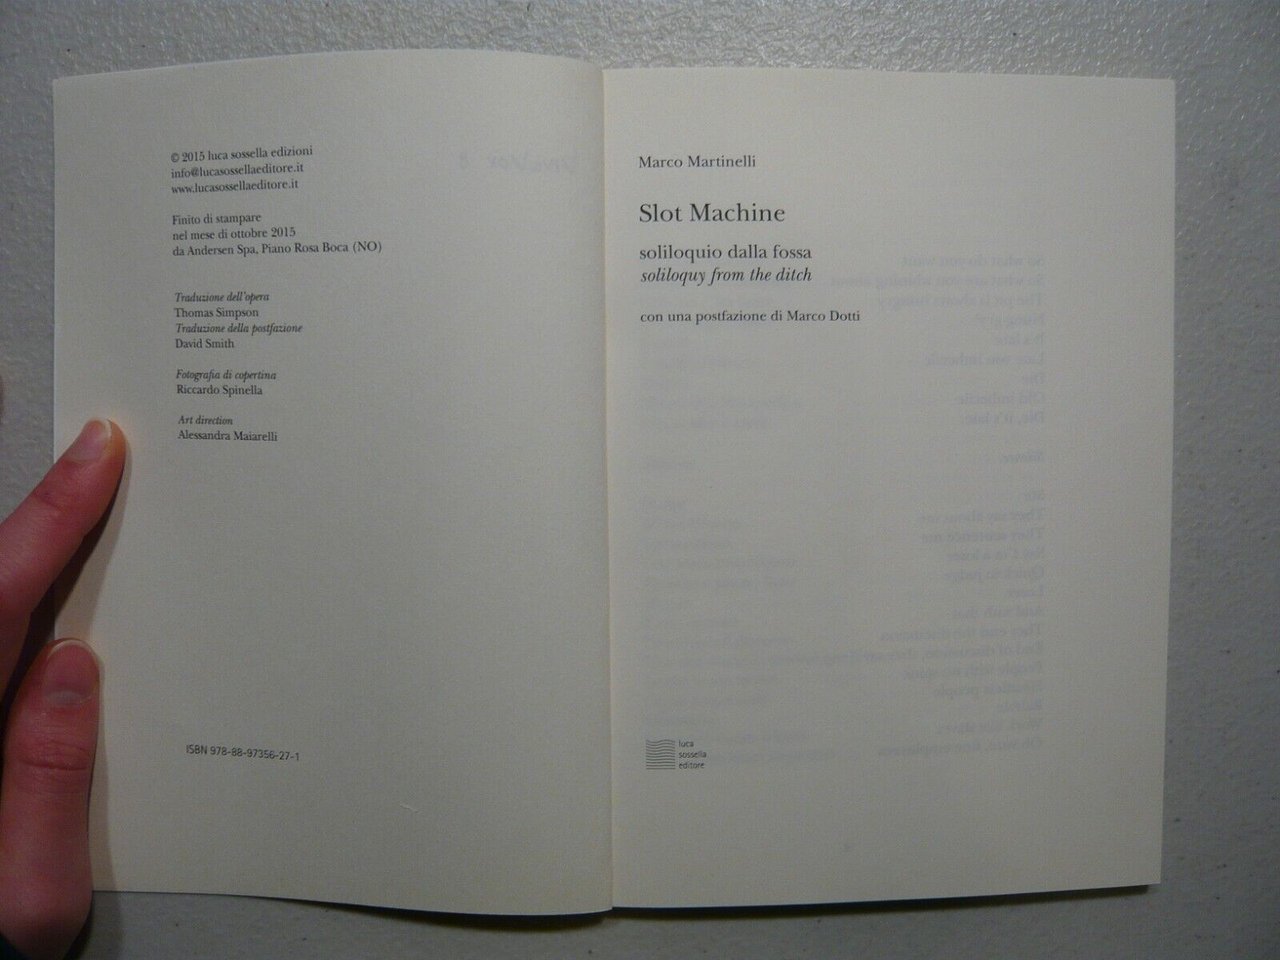 © 2015 luca sossella edizioni
info@lucasossellaeditore.it
www.lucasossellaeditore.it
Finito di stampare
nel mese di ottobre 2015
da Andersen Spa, Piano Rosa Boca (NO)
Traduzione dell'opera
Thomas Simpson
Traduzione della postfazione
David Smith
Fotografia di copertina
Riccardo Spinella
Art direction
Alessandra Maiarelli
ISBN 978-88-97356-27-1
Marco Martinelli
Slot Machine
soliloquio dalla fossa
soliloquy from the ditch
con una postfazione di Marco Dotti
luca
sossella
editore